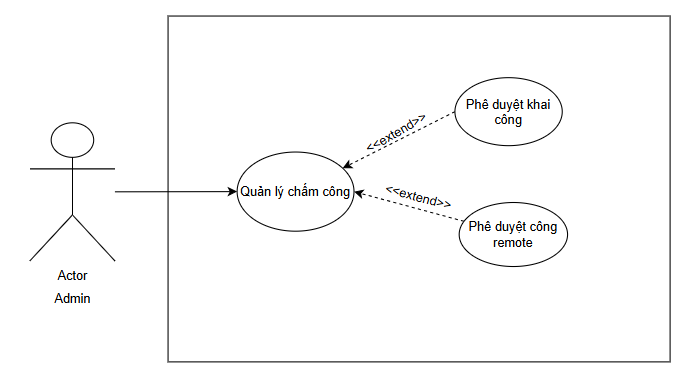 Phê duyệt khai
công
<<extend>>
Quản lý chấm công
<<extend>>
Phê duyệt công
remote
Actor
Admin